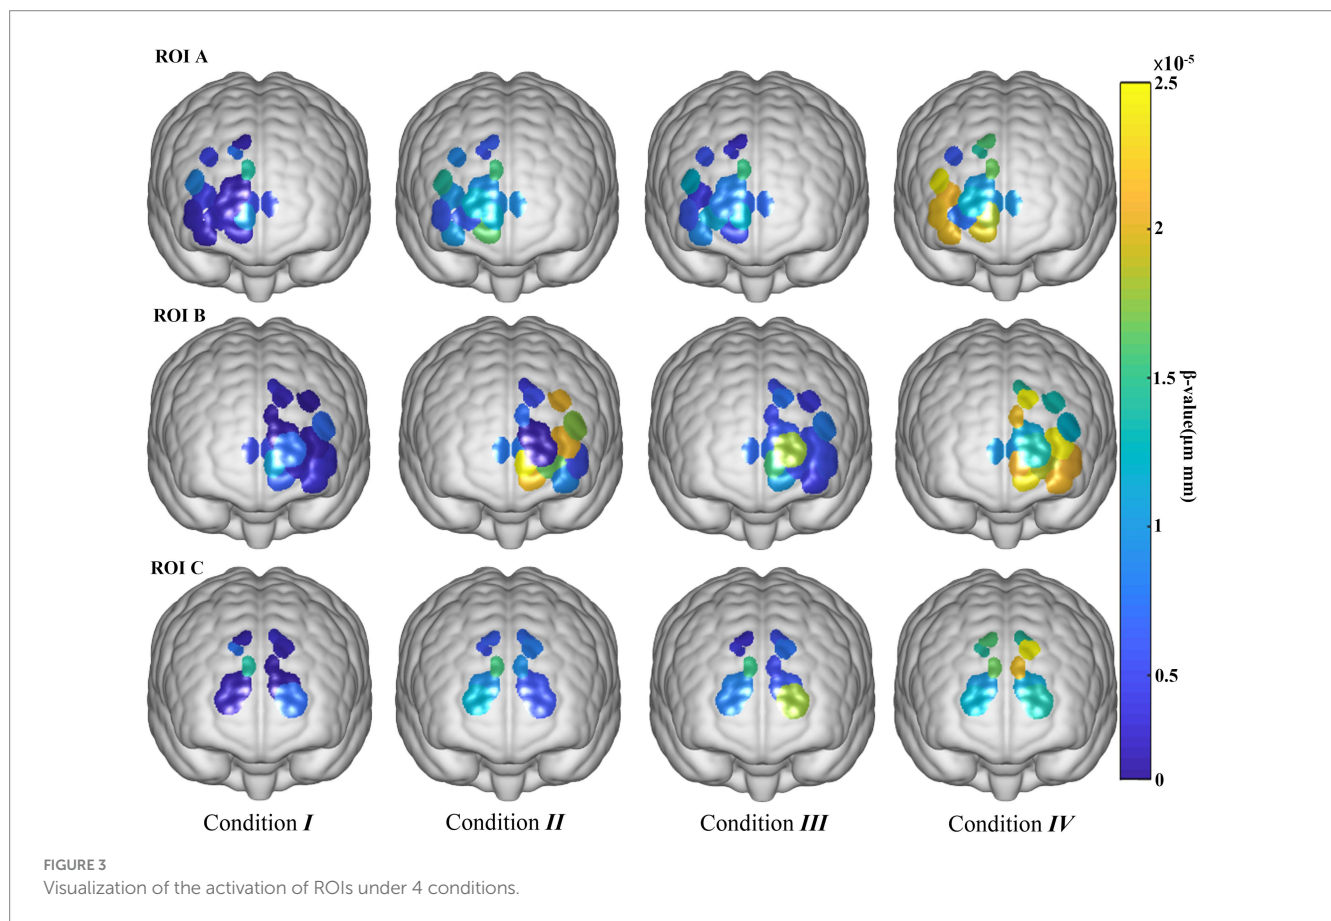 ROI A
×10⁻⁵
2.5
2
ROI B
1.5
β-value(μm mm)
1
ROI C
0.5
0
Condition I
Condition II
Condition III
Condition IV
FIGURE 3
Visualization of the activation of ROIs under 4 conditions.